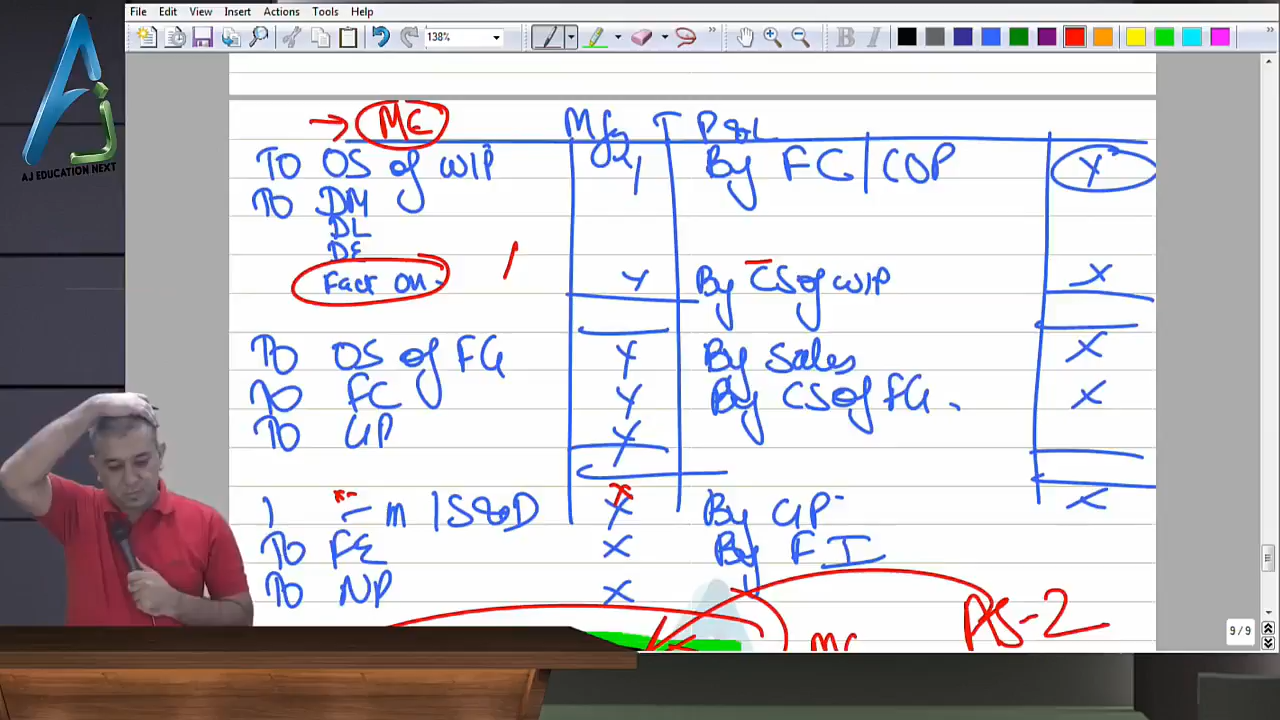 File Edit View Insert Actions Tools Help
138%
AJ EDUCATION NEXT
→ ME Mfg T P&L
TO OS of WIP Y By FG/COP X
TO DM
DL
DE
Fact OH. Y By CS of WIP X
TO OS of FG Y By Sales X
TO FC Y By CS of FG. X
TO GP Y
m |S&D X By GP X
TO FE X By FI
TO NP X
AS-2
9/9